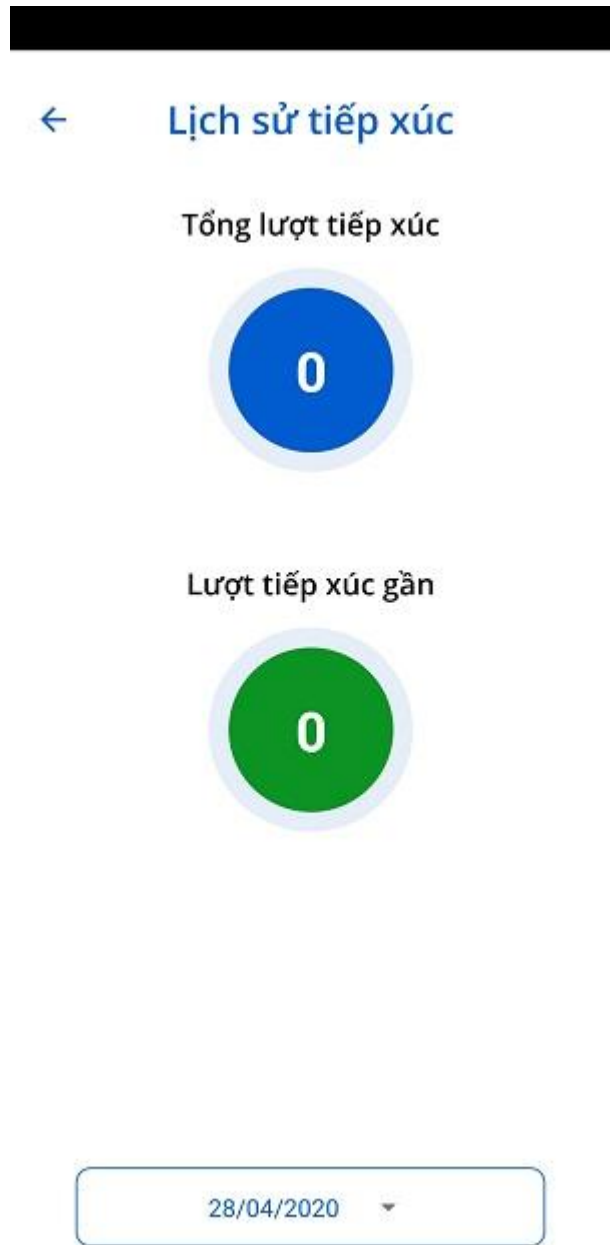 Lịch sử tiếp xúc
Tổng lượt tiếp xúc
0
Lượt tiếp xúc gần
0
28/04/2020